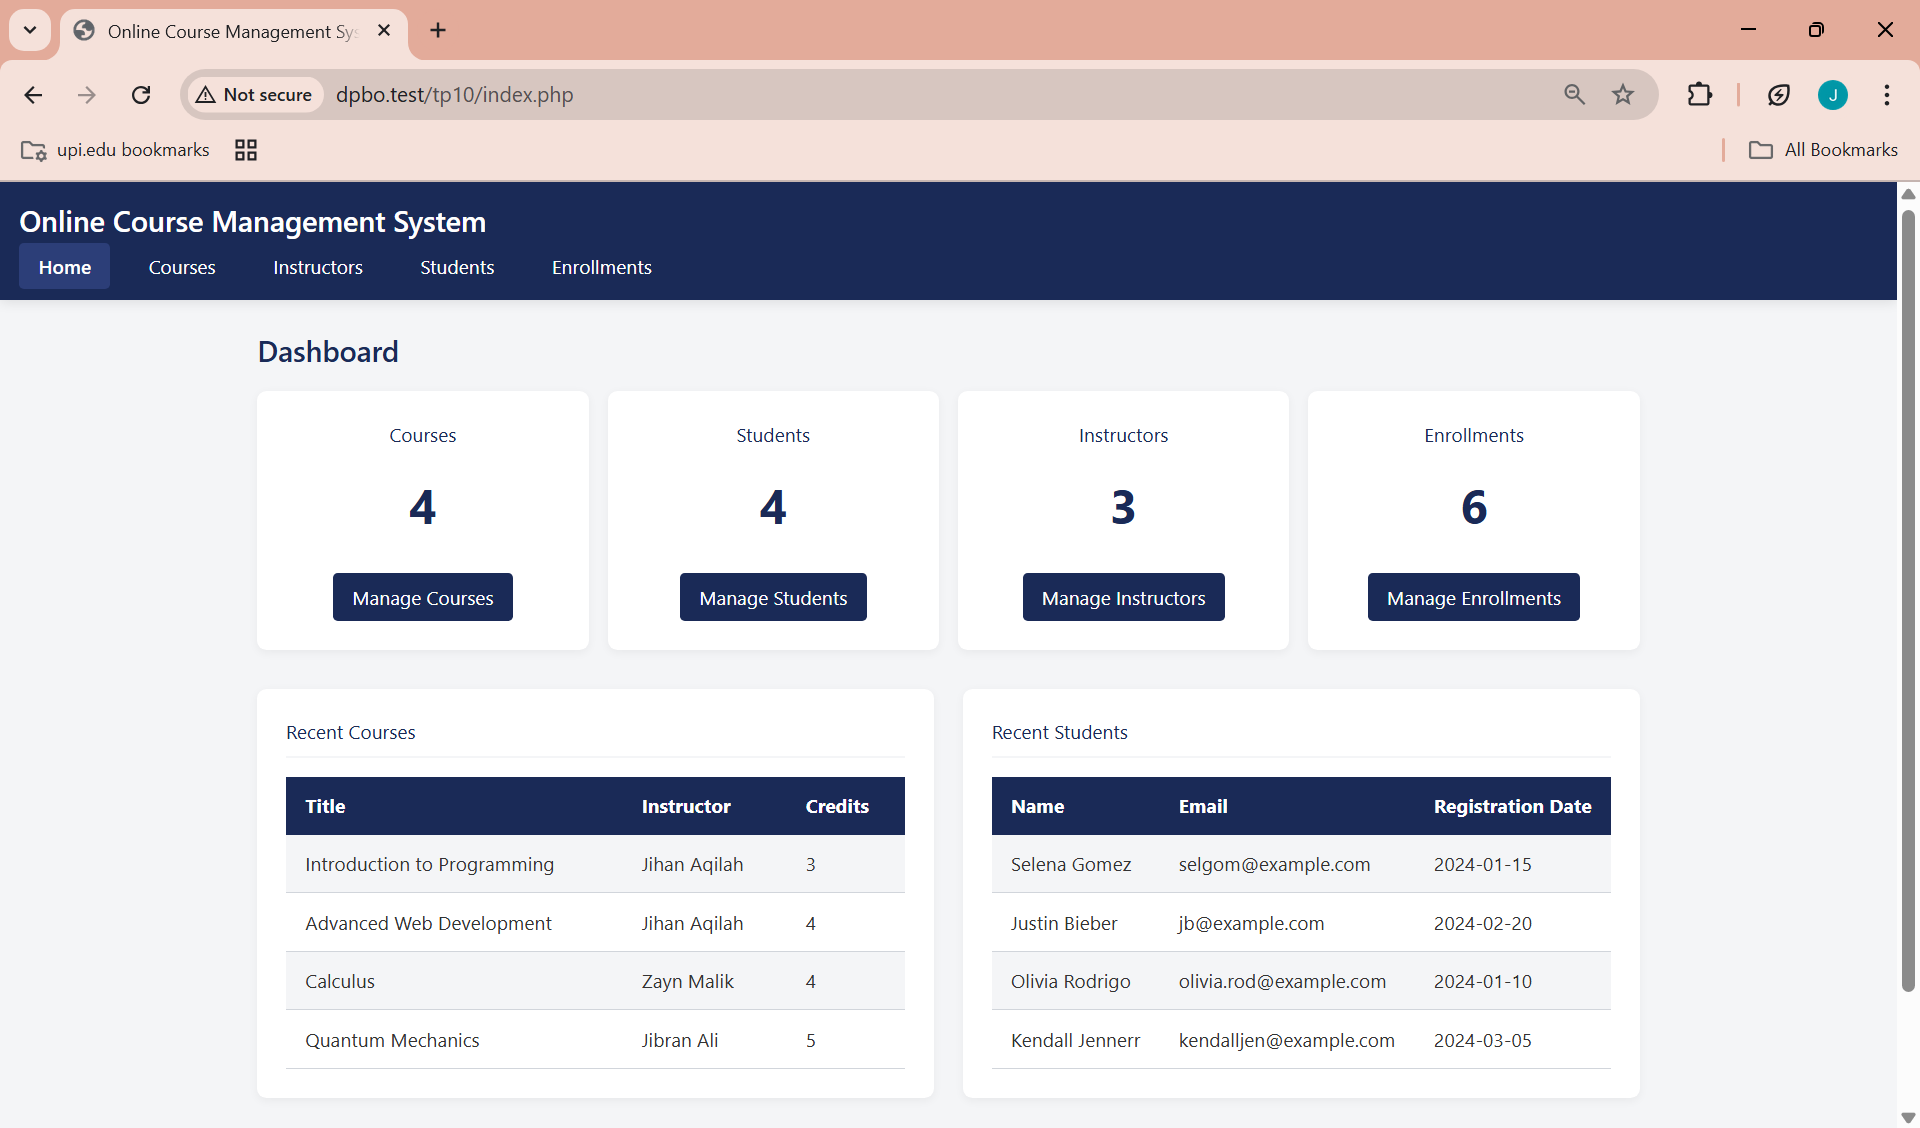 Online Course Management Sys
Not secure
dpbo.test/tp10/index.php
J
upi.edu bookmarks
All Bookmarks
Online Course Management System
Home Courses Instructors Students Enrollments
Dashboard
Courses Students Instructors Enrollments
4 4 3 6
Manage Courses Manage Students Manage Instructors Manage Enrollments
Recent Courses
Title Instructor Credits
Introduction to Programming Jihan Aqilah 3
Advanced Web Development Jihan Aqilah 4
Calculus Zayn Malik 4
Quantum Mechanics Jibran Ali 5
Recent Students
Name Email Registration Date
Selena Gomez selgom@example.com 2024-01-15
Justin Bieber jb@example.com 2024-02-20
Olivia Rodrigo olivia.rod@example.com 2024-01-10
Kendall Jennerr kendalljen@example.com 2024-03-05